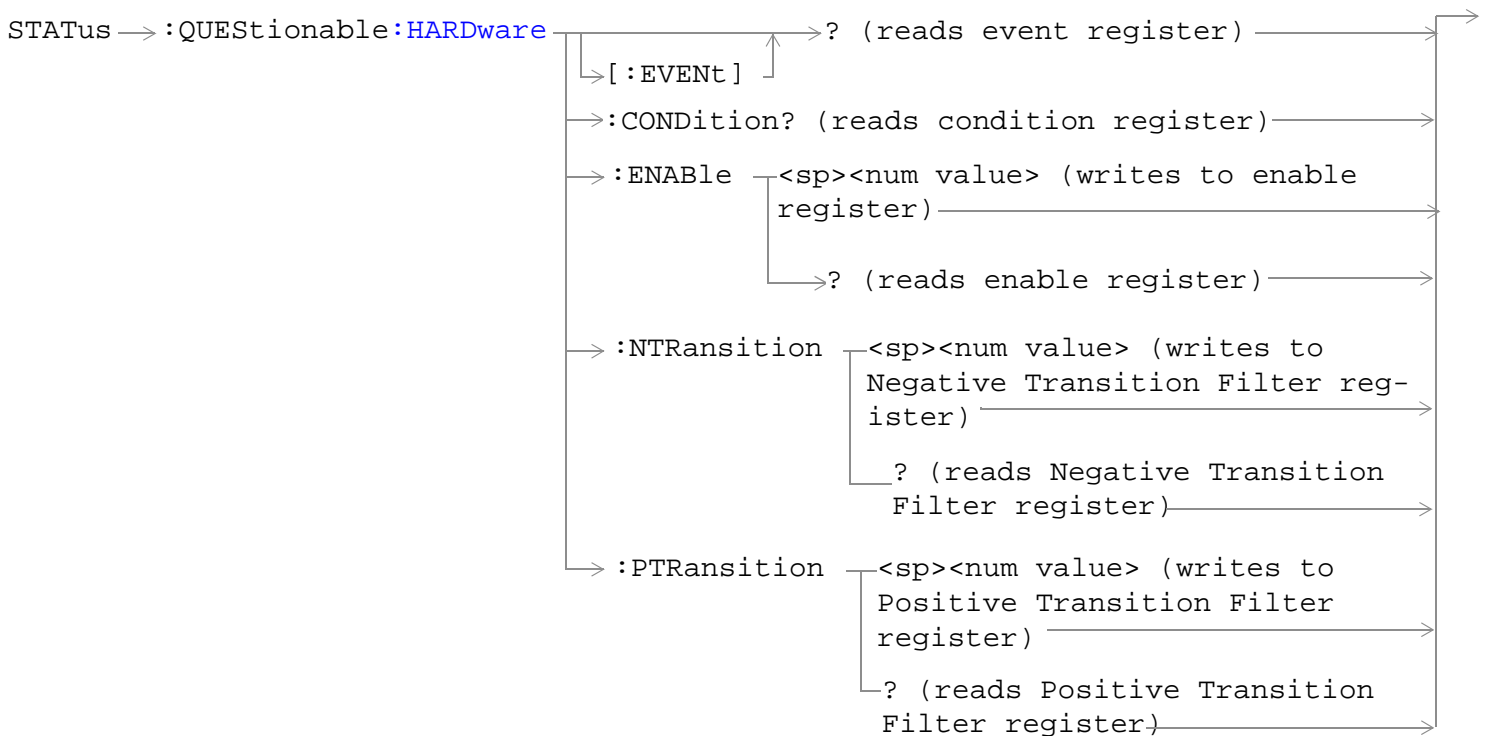 STATus :QUEStionable:HARDware ? (reads event register)
[:EVENt]
:CONDition? (reads condition register)
:ENABle <sp><num value> (writes to enable
register)
? (reads enable register)
:NTRansition <sp><num value> (writes to
Negative Transition Filter reg-
ister)
? (reads Negative Transition
Filter register)
:PTRansition <sp><num value> (writes to
Positive Transition Filter
register)
? (reads Positive Transition
Filter register)